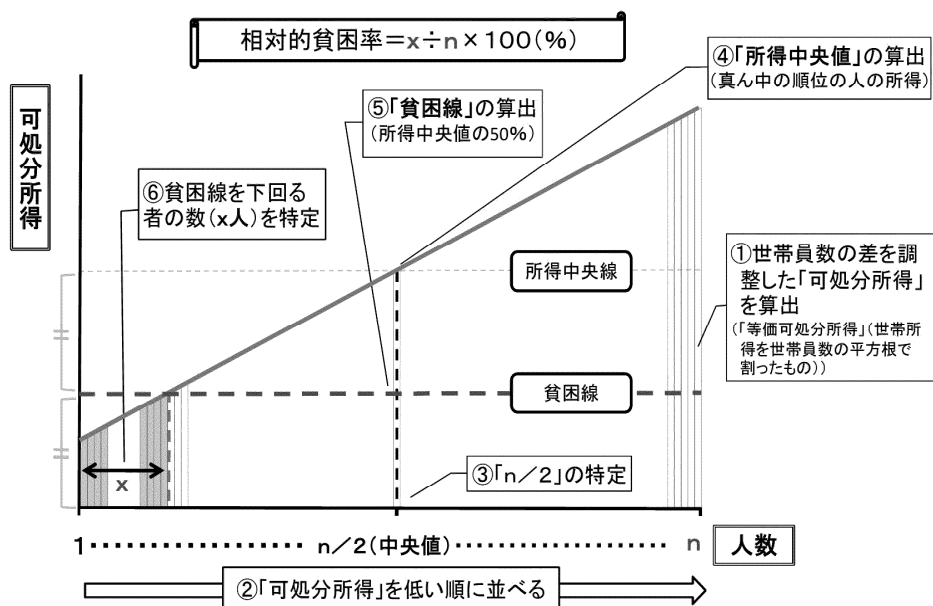 相対的貧困率＝x÷n×100(%)
④「所得中央値」の算出
(真ん中の順位の人の所得)
⑤「貧困線」の算出
(所得中央値の50%)
可処分所得
⑥貧困線を下回る
者の数(x人)を特定
所得中央線
①世帯員数の差を調
整した「可処分所得」
を算出
(「等価可処分所得」(世帯所
得を世帯員数の平方根で
割ったもの))
貧困線
x
③「n／2」の特定
1
n／2(中央値)
n
人数
②「可処分所得」を低い順に並べる